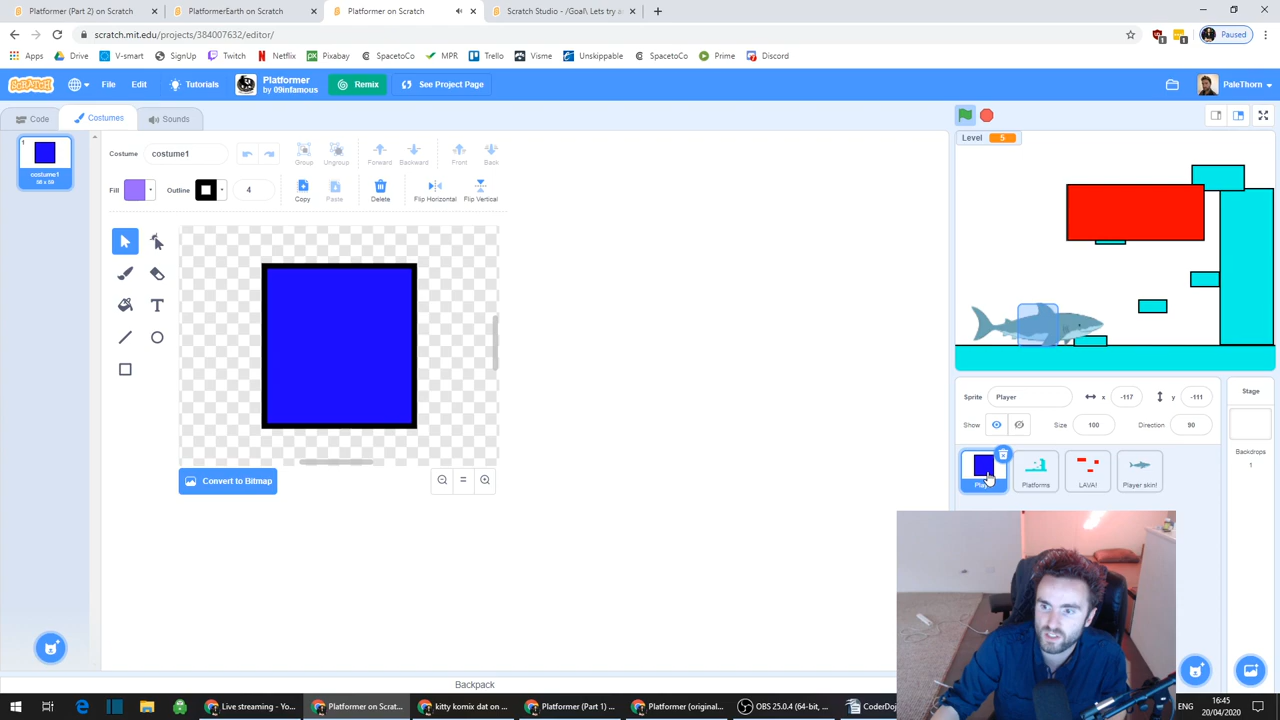 Platformer (Part 2) on Scratch
PlatformerEarth on Scratch
Platformer on Scratch
Scratch Studio - /Goal\ Lets try a
scratch.mit.edu/projects/384007632/editor/
Paused
Apps
Drive
V-smart
SignUp
Twitch
Netflix
Pixabay
SpacetoCo
MPR
Trello
Visme
Unskippable
SpacetoCo
Prime
Discord
SCRATCH
File
Edit
Tutorials
Platformer
by 09infamous
Remix
See Project Page
PaleThorn
Code
Costumes
Sounds
1
costume1
Costume
costume1
Group
Ungroup
Forward
Backward
Front
Back
Fill
Outline
4
Copy
Paste
Delete
Flip Horizontal
Flip Vertical
T
Convert to Bitmap
Backpack
Level
5
Sprite
Player
x
-117
y
-111
Show
Size
100
Direction
90
Platforms
LAVA!
Player skin!
Stage
Backdrops
1
Live streaming - Yo...
Platformer on Scrat...
kitty komix dat on ...
Platformer (Part 1) ...
Platformer (original...
OBS 25.0.4 (64-bit, ...
CoderDoj
ENG
16:45
20/04/2020